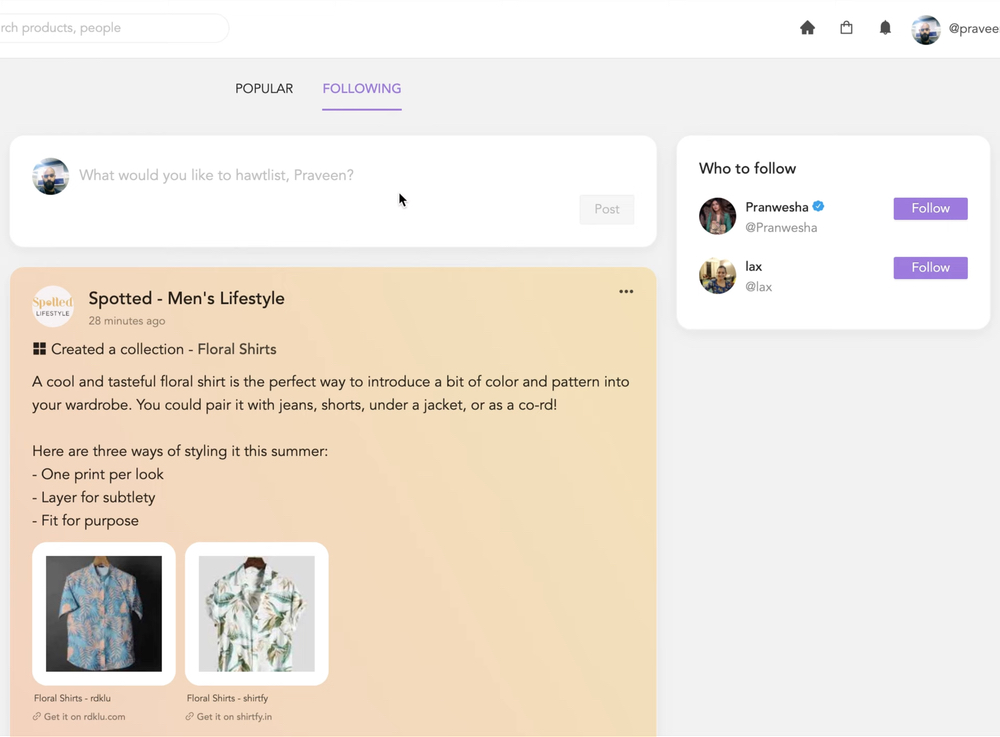 rch products, people
@pravee
POPULAR
FOLLOWING
What would you like to hawtlist, Praveen?
Post
Who to follow
Pranwesha
@Pranwesha
Follow
lax
@lax
Follow
Spotted
LIFESTYLE
Spotted - Men's Lifestyle
28 minutes ago
Created a collection - Floral Shirts
A cool and tasteful floral shirt is the perfect way to introduce a bit of color and pattern into
your wardrobe. You could pair it with jeans, shorts, under a jacket, or as a co-rd!
Here are three ways of styling it this summer:
- One print per look
- Layer for subtlety
- Fit for purpose
Floral Shirts - rdklu
Get it on rdklu.com
Floral Shirts - shirtfy
Get it on shirtfy.in